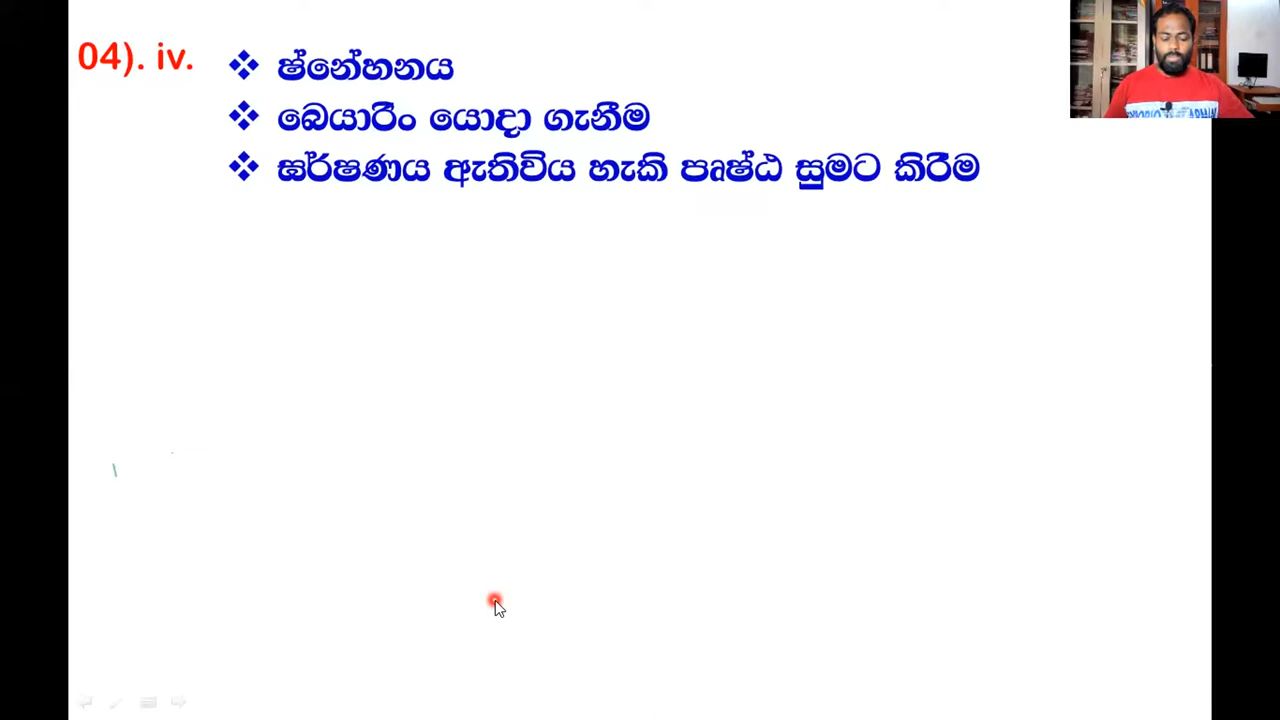 04). iv.
❖ ෂ්නේහනය
❖ බෙයාරිං යොදා ගැනීම
❖ ඝර්ෂණය ඇතිවිය හැකි පෘෂ්ඨ සුමට කිරීම